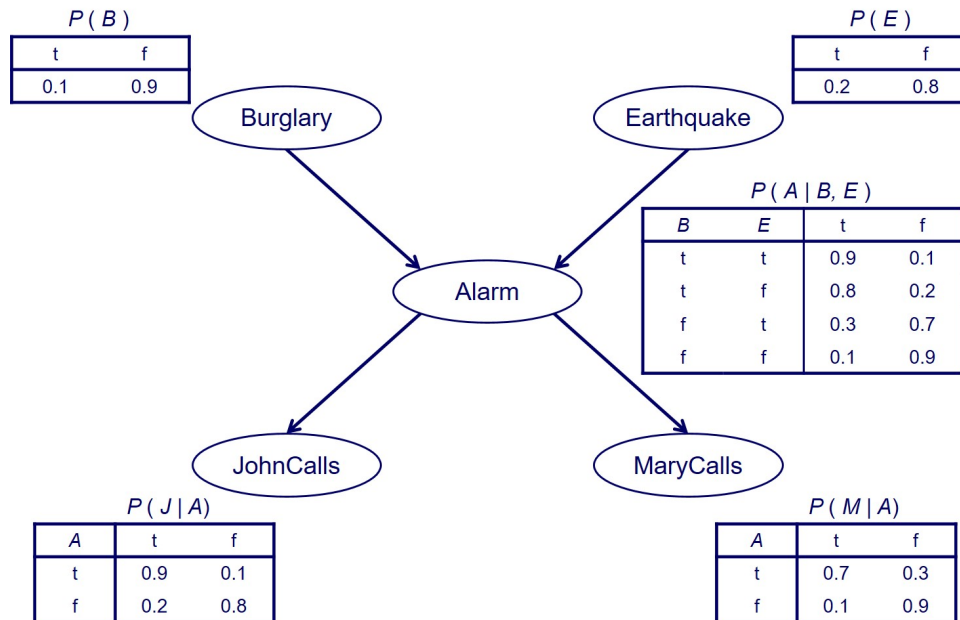 P ( B )
t f
0.1 0.9
P ( E )
t f
0.2 0.8
Burglary
Earthquake
P ( A | B, E )
B E t f
t t 0.9 0.1
t f 0.8 0.2
f t 0.3 0.7
f f 0.1 0.9
Alarm
JohnCalls
MaryCalls
P ( J | A)
A t f
t 0.9 0.1
f 0.2 0.8
P ( M | A)
A t f
t 0.7 0.3
f 0.1 0.9